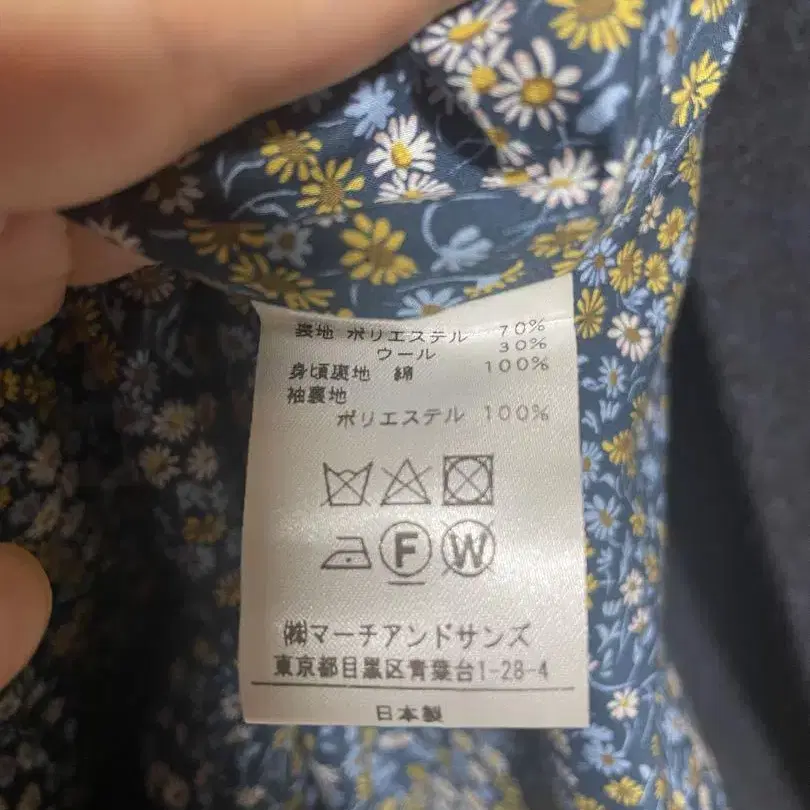 表地 ポリエステル 70%
ウール 30%
身頃裏地 綿 100%
袖裏地
ポリエステル 100%
F W
㈱マーチアンドサンズ
東京都目黒区青葉台1-28-4
日本製